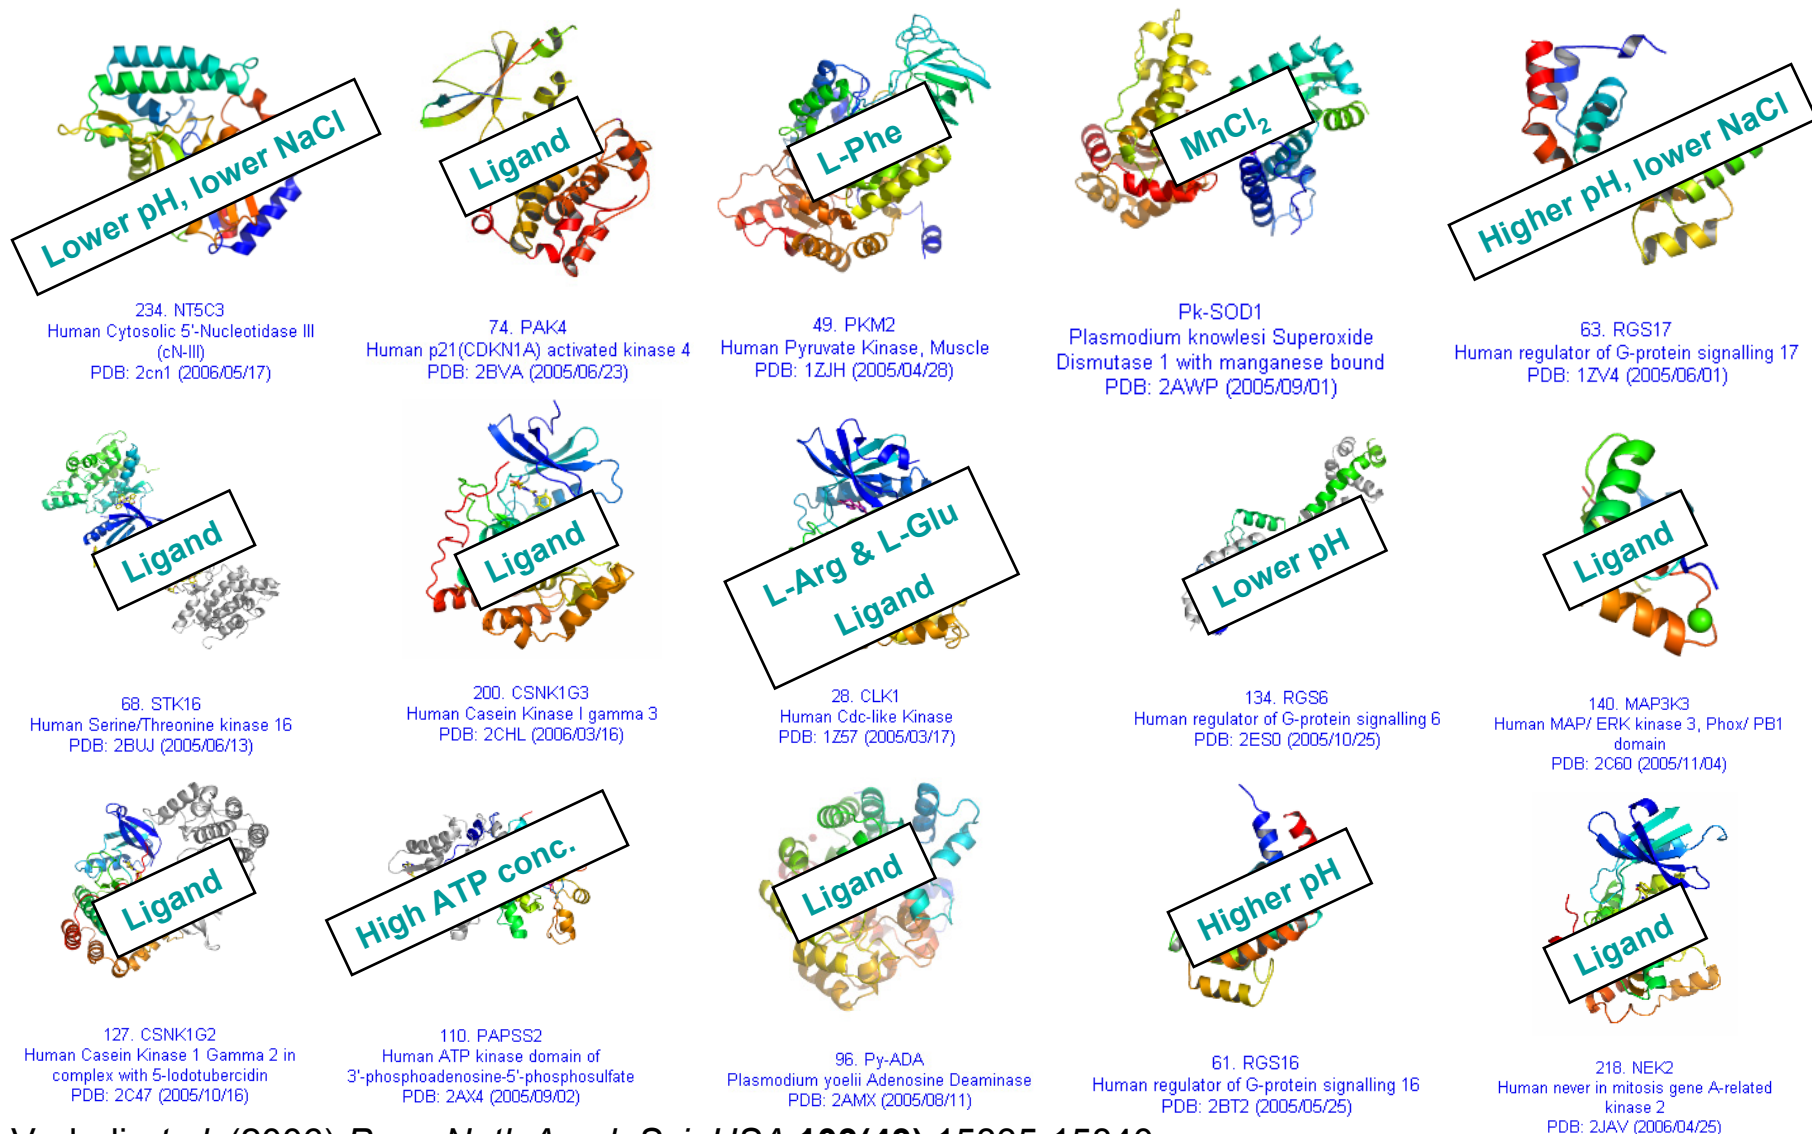 Lower pH, lower NaCl
234. NT5C3
Human Cytosolic 5'-Nucleotidase III
(cN-III)
PDB: 2cn1 (2006/05/17)
Ligand
74. PAK4
Human p21(CDKN1A) activated kinase 4
PDB: 2BVA (2005/06/23)
L-Phe
49. PKM2
Human Pyruvate Kinase, Muscle
PDB: 1ZJH (2005/04/28)
MnCl2
Pk-SOD1
Plasmodium knowlesi Superoxide
Dismutase 1 with manganese bound
PDB: 2AWP (2005/09/01)
Higher pH, lower NaCl
63. RGS17
Human regulator of G-protein signalling 17
PDB: 1ZV4 (2005/06/01)
Ligand
68. STK16
Human Serine/Threonine kinase 16
PDB: 2BUJ (2005/06/13)
Ligand
200. CSNK1G3
Human Casein Kinase I gamma 3
PDB: 2CHL (2006/03/16)
L-Arg & L-Glu
Ligand
28. CLK1
Human Cdc-like Kinase
PDB: 1Z57 (2005/03/17)
Lower pH
134. RGS6
Human regulator of G-protein signalling 6
PDB: 2ES0 (2005/10/25)
Ligand
140. MAP3K3
Human MAP/ ERK kinase 3, Phox/ PB1
domain
PDB: 2C60 (2005/11/04)
Ligand
127. CSNK1G2
Human Casein Kinase 1 Gamma 2 in
complex with 5-Iodotubercidin
PDB: 2C47 (2005/10/16)
High ATP conc.
110. PAPSS2
Human ATP kinase domain of
3'-phosphoadenosine-5'-phosphosulfate
PDB: 2AX4 (2005/09/02)
Ligand
96. Py-ADA
Plasmodium yoelii Adenosine Deaminase
PDB: 2AMX (2005/08/11)
Higher pH
61. RGS16
Human regulator of G-protein signalling 16
PDB: 2BT2 (2005/05/25)
Ligand
218. NEK2
Human never in mitosis gene A-related
kinase 2
PDB: 2JAV (2006/04/25)